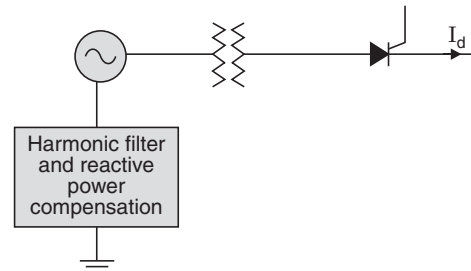 I_d
Harmonic filter
and reactive
power
compensation